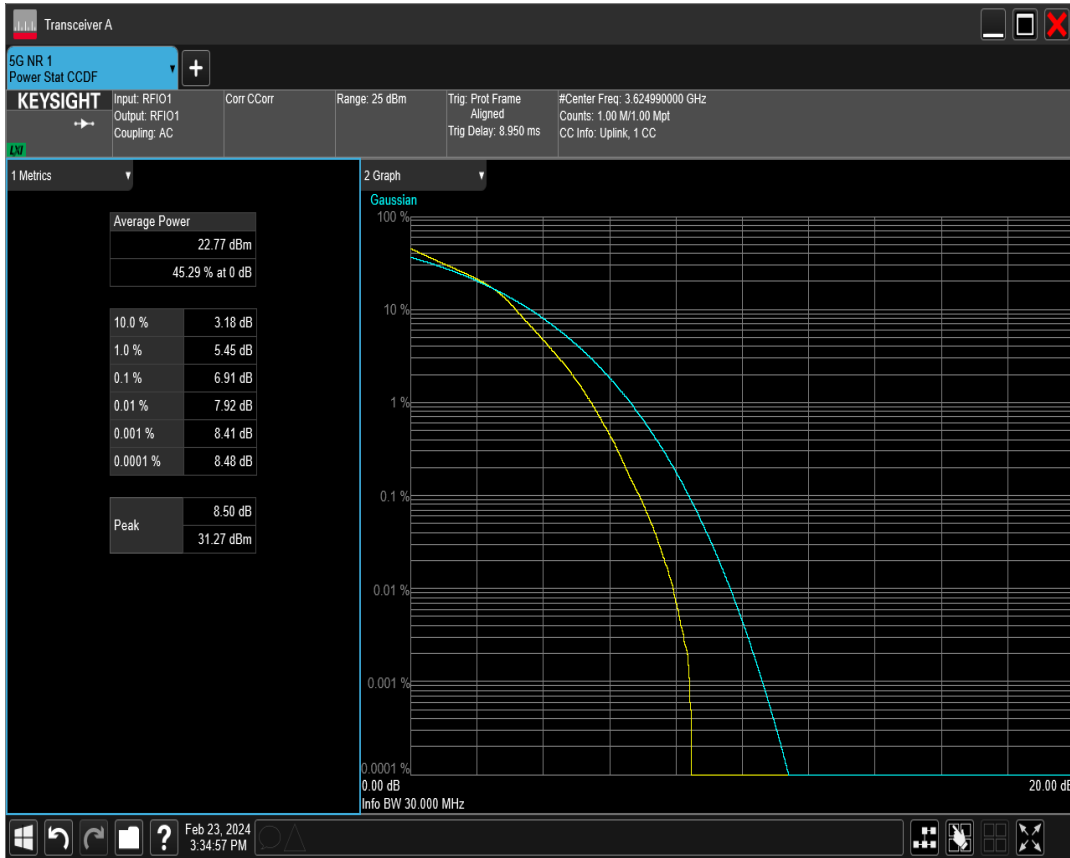 Transceiver A
5G NR 1
Power Stat CCDF
KEYSIGHT
LXI
Input: RFIO1
Output: RFIO1
Coupling: AC
Corr CCorr
Range: 25 dBm
Trig: Prot Frame
Aligned
Trig Delay: 8.950 ms
#Center Freq: 3.624990000 GHz
Counts: 1.00 M/1.00 Mpt
CC Info: Uplink, 1 CC
1 Metrics
Average Power
22.77 dBm
45.29 % at 0 dB
10.0 % 3.18 dB
1.0 % 5.45 dB
0.1 % 6.91 dB
0.01 % 7.92 dB
0.001 % 8.41 dB
0.0001 % 8.48 dB
Peak
8.50 dB
31.27 dBm
2 Graph
Gaussian
100 %
10 %
1 %
0.1 %
0.01 %
0.001 %
0.0001 %
0.00 dB 20.00 dB
Info BW 30.000 MHz
?
Feb 23, 2024
3:34:57 PM